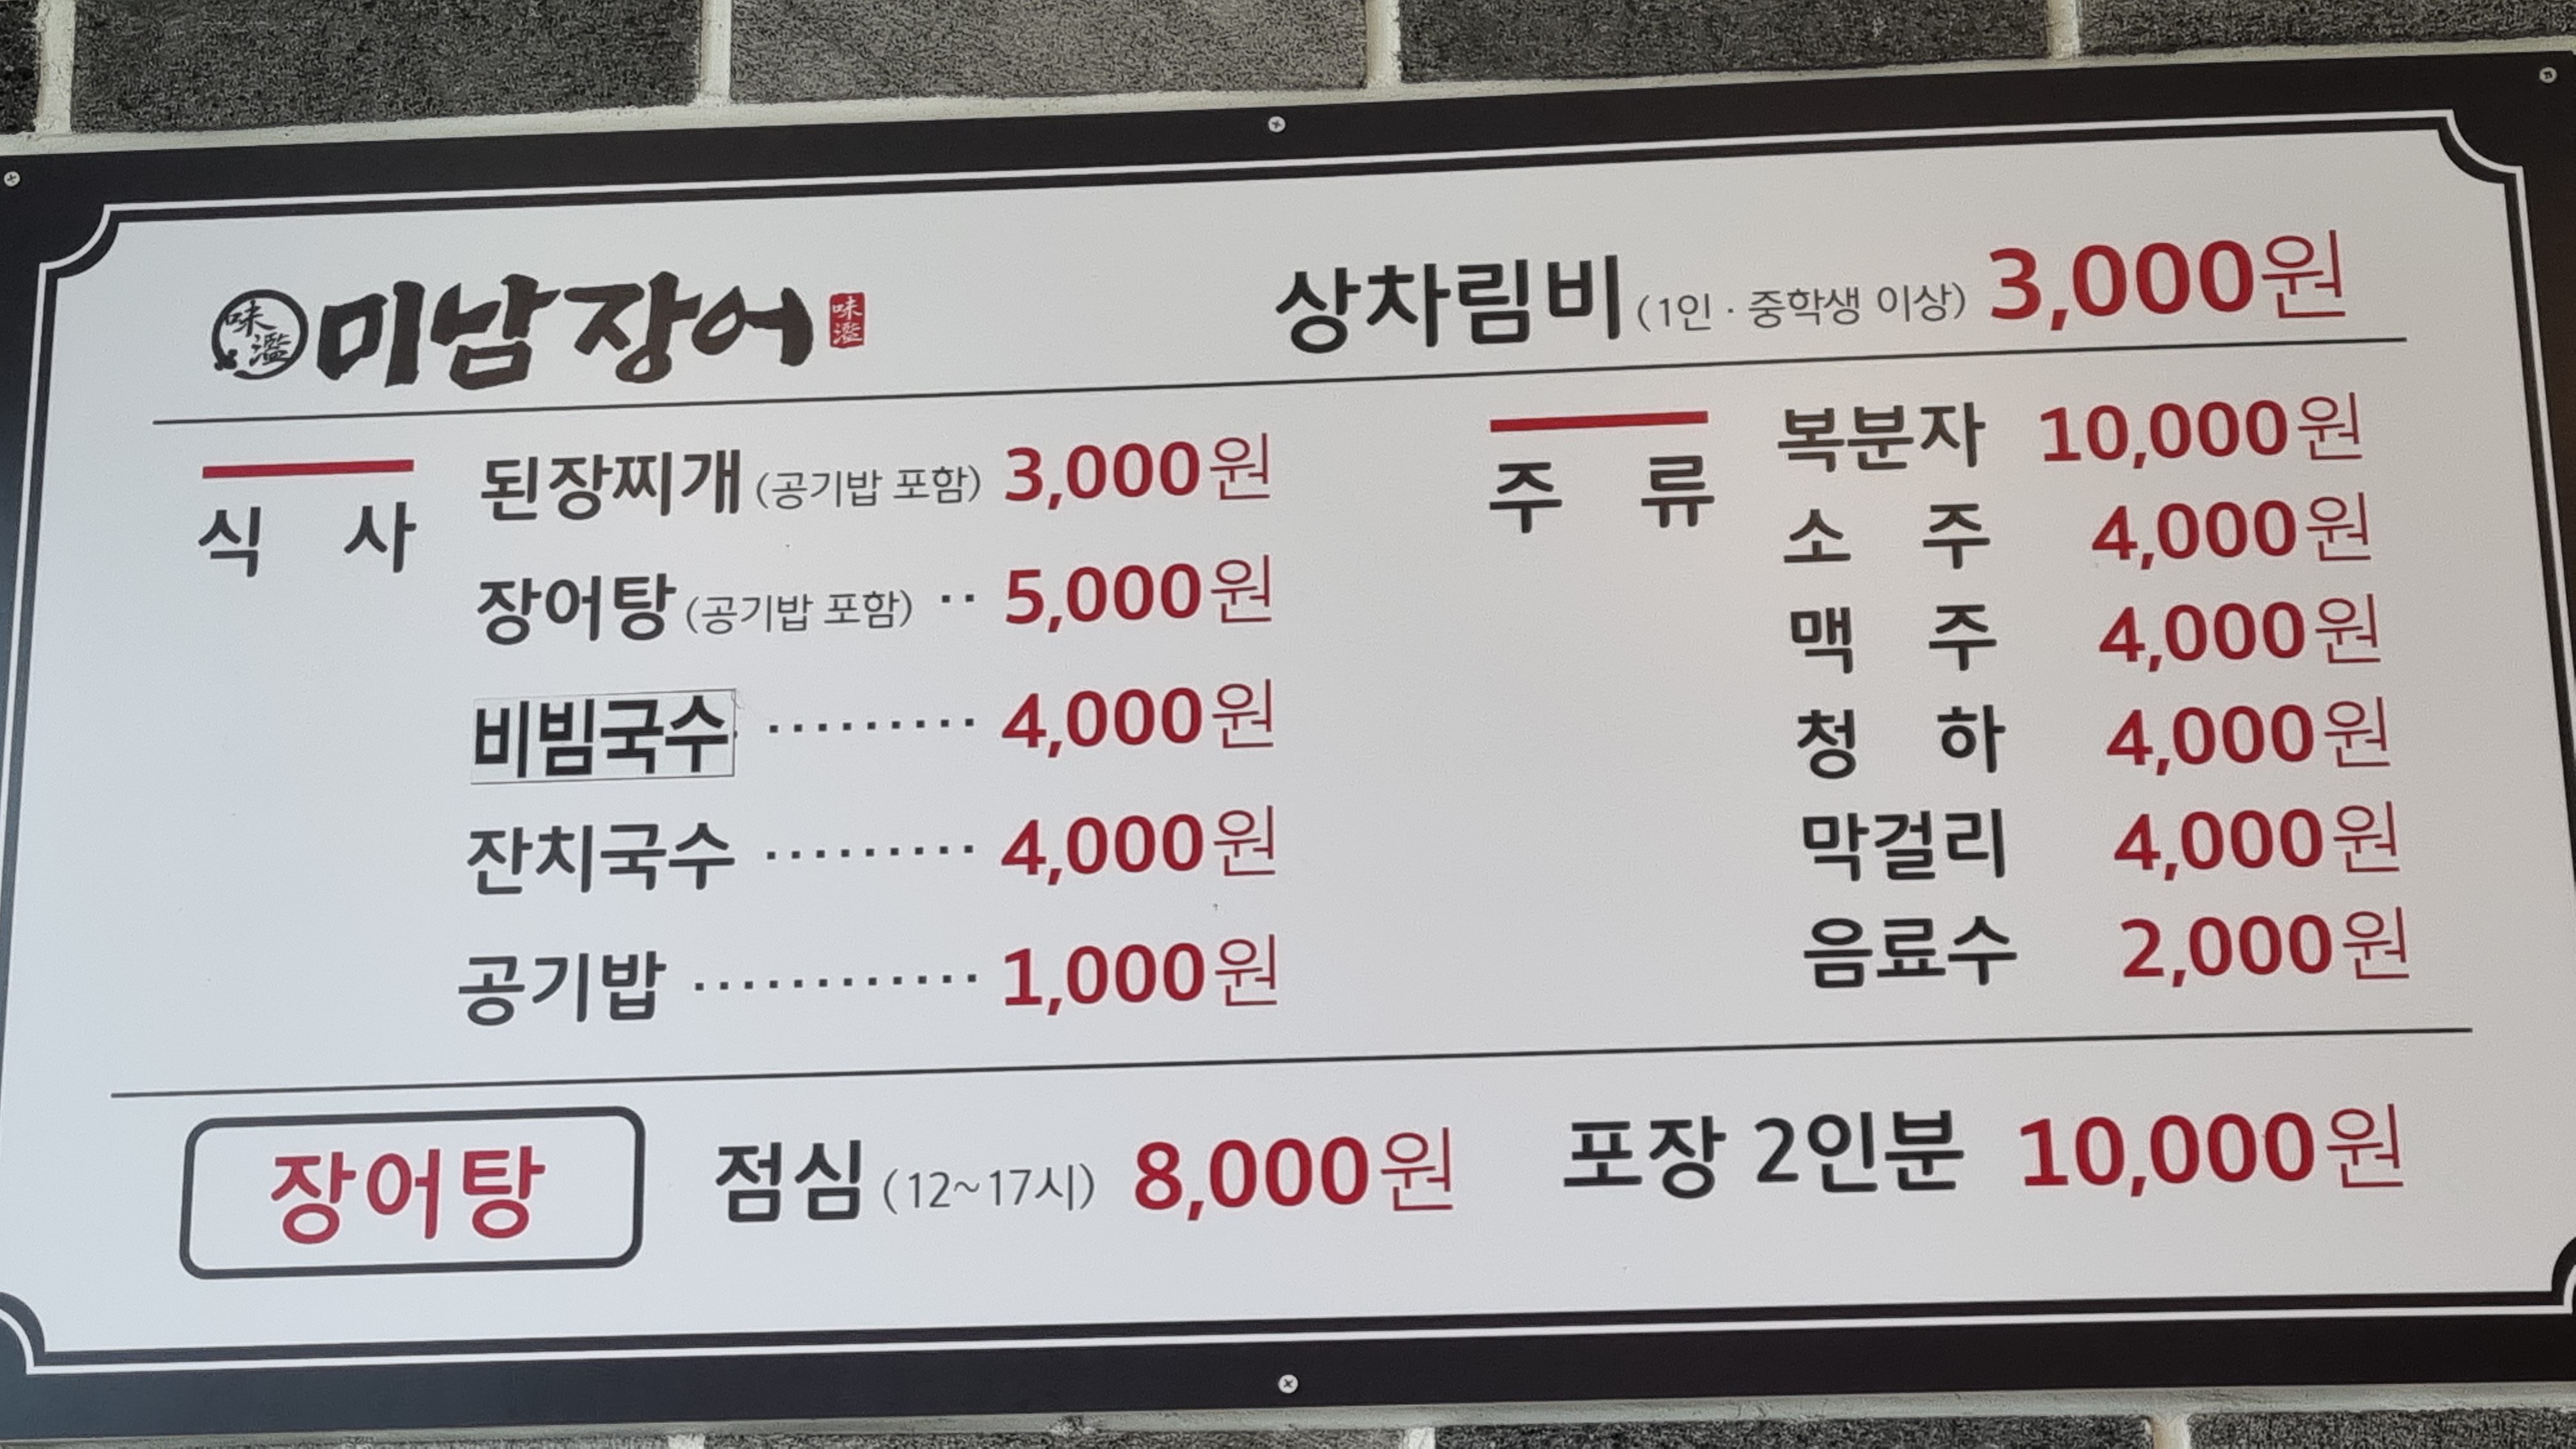 味濫 미남장어 味濫
상차림비 (1인 · 중학생 이상) 3,000원
식 사
된장찌개 (공기밥 포함) 3,000원
장어탕 (공기밥 포함) ·· 5,000원
비빔국수 ········· 4,000원
잔치국수 ········· 4,000원
공기밥 ············ 1,000원
주 류
복분자 10,000원
소 주 4,000원
맥 주 4,000원
청 하 4,000원
막걸리 4,000원
음료수 2,000원
장어탕 점심 (12~17시) 8,000원 포장 2인분 10,000원